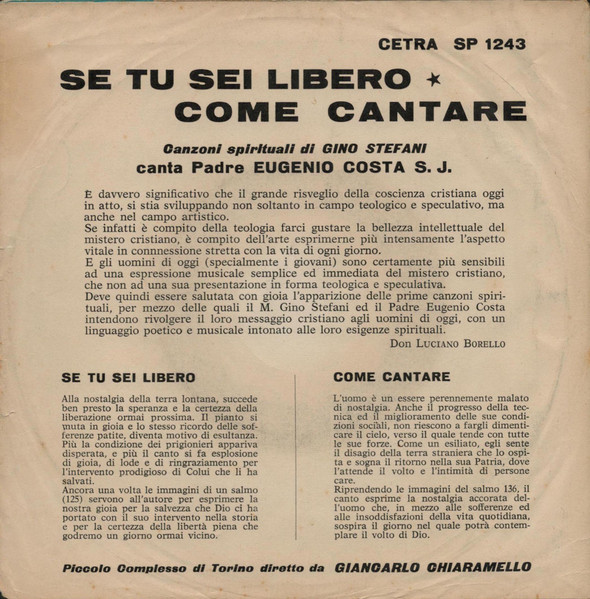 CETRA SP 1243
SE TU SEI LIBERO ★
COME CANTARE
Canzoni spirituali di GINO STEFANI
canta Padre EUGENIO COSTA S. J.
È davvero significativo che il grande risveglio della coscienza cristiana oggi
in atto, si stia sviluppando non soltanto in campo teologico e speculativo, ma
anche nel campo artistico.
Se infatti è compito della teologia farci gustare la bellezza intellettuale del
mistero cristiano, è compito dell'arte esprimerne più intensamente l'aspetto
vitale in connnessione stretta con la vita di ogni giorno.
E gli uomini di oggi (specialmente i giovani) sono certamente più sensibili
ad una espressione musicale semplice ed immediata del mistero cristiano,
che non ad una sua presentazione in forma teologica e speculativa.
Deve quindi essere salutata con gioia l'apparizione delle prime canzoni spiri-
tuali, per mezzo delle quali il M. Gino Stefani ed il Padre Eugenio Costa
intendono rivolgere il loro messaggio cristiano agli uomini di oggi, con un
linguaggio poetico e musicale intonato alle loro esigenze spirituali.
Don Luciano Borello
SE TU SEI LIBERO
Alla nostalgia della terra lontana, succede
ben presto la speranza e la certezza della
liberazione ormai prossima. Il pianto si
muta in gioia e lo stesso ricordo delle sof-
ferenze patite, diventa motivo di esultanza.
Più la condizione dei prigionieri appariva
disperata, e più il canto si fa esplosione
di gioia, di lode e di ringraziamento per
l'intervento prodigioso di Colui che li ha
salvati.
Ancora una volta le immagini di un salmo
(125) servono all'autore per esprimere la
nostra gioia per la salvezza che Dio ci ha
portato con il suo intervento nella storia
e per la certezza della libertà piena che
godremo un giorno ormai vicino.
COME CANTARE
L'uomo è un essere perennemente malato
di nostalgia. Anche il progresso della tec-
nica ed il miglioramento delle sue condi-
zioni sociali, non riescono a fargli dimenti-
care il cielo, verso il quale tende con tutte
le sue forze. Come un esiliato, egli sente
il disagio della terra straniera che lo ospi-
ta e sogna il ritorno nella sua Patria, dove
l'attende il volto e l'intimità di persone
care.
Riprendendo le immagini del salmo 136, il
canto esprime la nostalgia accorata del-
l'uomo che, in mezzo alle sofferenze ed
alle insoddisfazioni della vita quotidiana,
sospira il giorno nel quale potrà contem-
plare il volto di Dio.
Piccolo Complesso di Torino diretto da GIANCARLO CHIARAMELLO